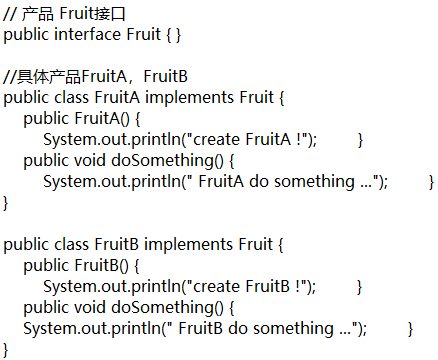 // 产品 Fruit接口
public interface Fruit { }

//具体产品FruitA，FruitB
public class FruitA implements Fruit {
    public FruitA() {
        System.out.println("create FruitA !");        }
    public void doSomething() {
        System.out.println(" FruitA do something ...");        }
}

public class FruitB implements Fruit {
    public FruitB() {
        System.out.println("create FruitB !");        }
    public void doSomething() {
    System.out.println(" FruitB do something ...");        }
}